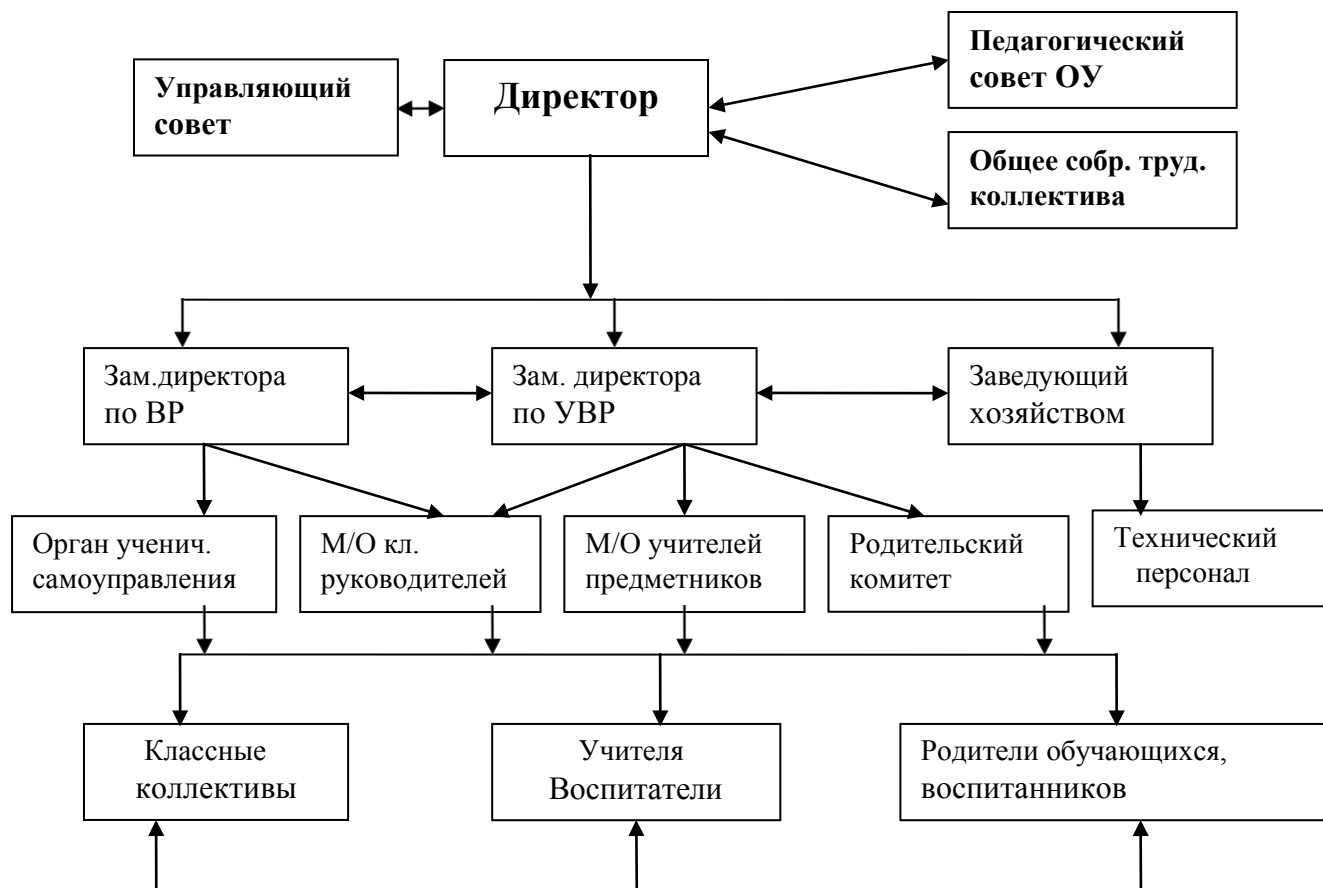 Управляющий
совет
Директор
Педагогический
совет ОУ
Общее собр. труд.
коллектива
Зам.директора
по ВР
Зам. директора
по УВР
Заведующий
хозяйством
Орган ученич.
самоуправления
М/О кл.
руководителей
М/О учителей
предметников
Родительский
комитет
Технический
персонал
Классные
коллективы
Учителя
Воспитатели
Родители обучающихся,
воспитанников